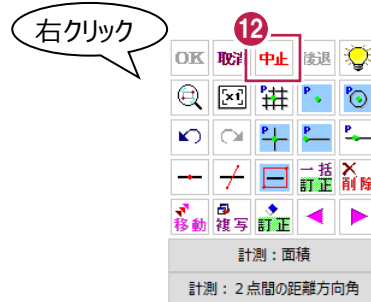 右クリック
12
OK 取消 中止 後退
[×1] P P P
P P P
一括訂正 削除
移動 複写 訂正
計測：面積
計測：２点間の距離方向角